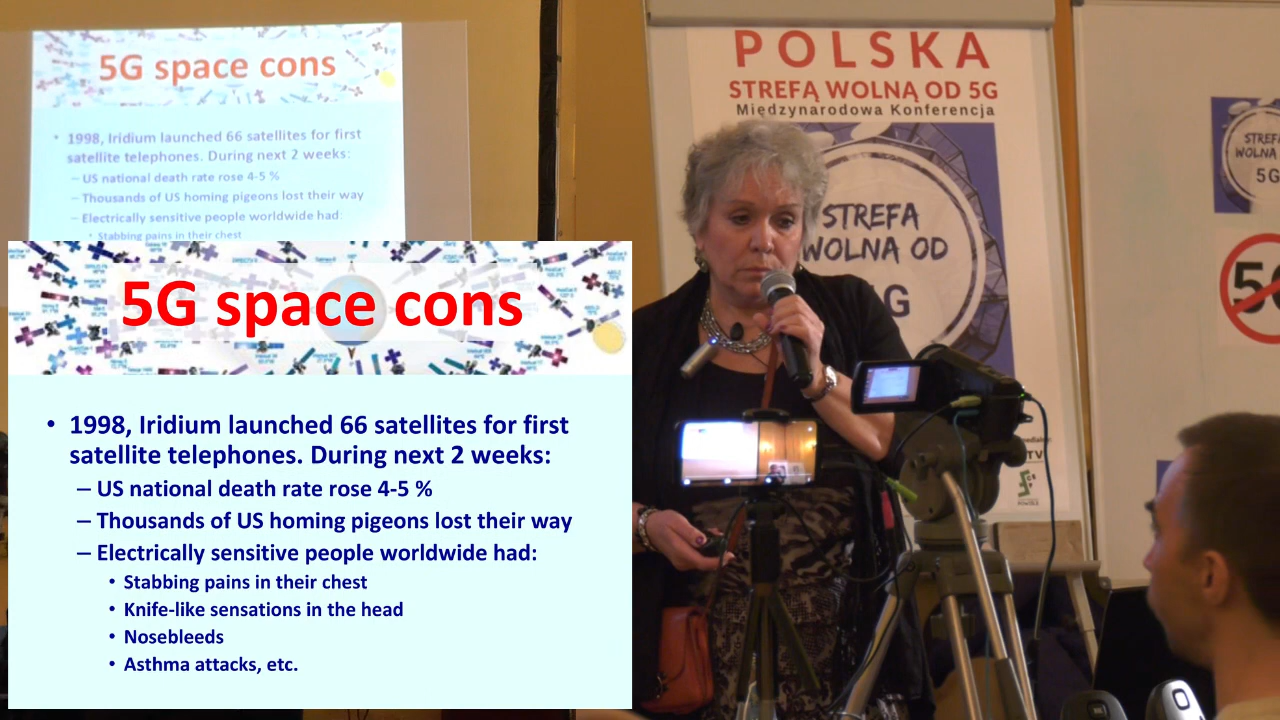 5G space cons
• 1998, Iridium launched 66 satellites for first
satellite telephones. During next 2 weeks:
– US national death rate rose 4-5 %
– Thousands of US homing pigeons lost their way
– Electrically sensitive people worldwide had:
• Stabbing pains in their chest
POLSKA
STREFĄ WOLNĄ OD 5G
Międzynarodowa Konferencja
STREFA
WOLNA OD
G
STREF
WOLNA
5G
5G
TV
5G space cons
• 1998, Iridium launched 66 satellites for first
satellite telephones. During next 2 weeks:
– US national death rate rose 4-5 %
– Thousands of US homing pigeons lost their way
– Electrically sensitive people worldwide had:
• Stabbing pains in their chest
• Knife-like sensations in the head
• Nosebleeds
• Asthma attacks, etc.